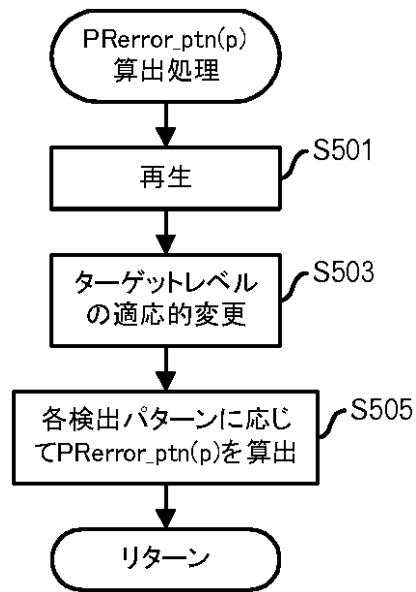 PRerror_ptn(p)
算出処理
再生
S501
ターゲットレベル
の適応的変更
S503
各検出パターンに応じ
てPRerror_ptn(p)を算出
S505
リターン